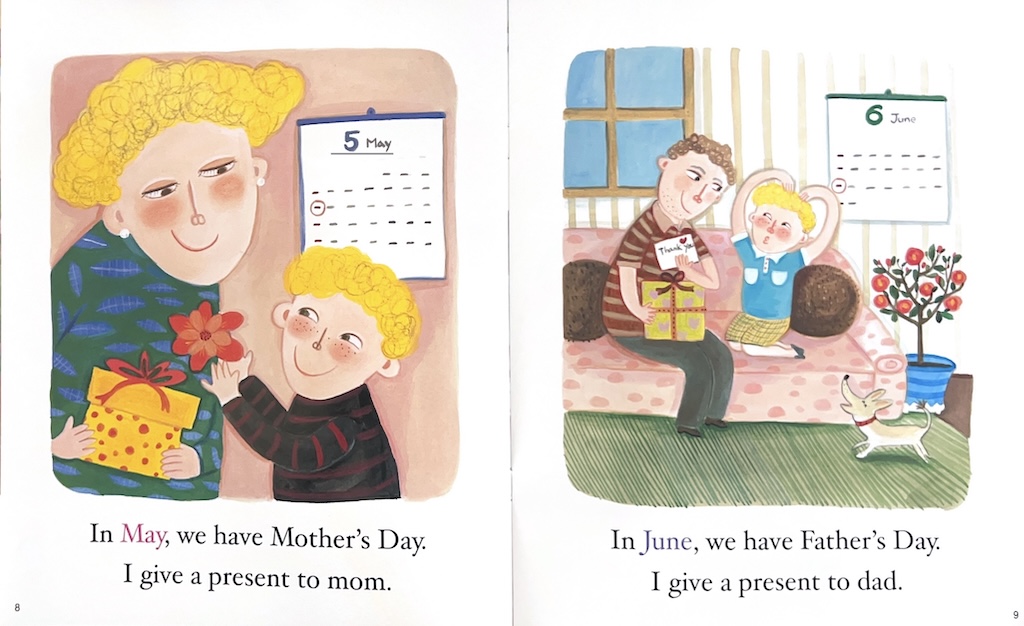 5 May
In May, we have Mother's Day.
I give a present to mom.
8
6 June
Thank you
In June, we have Father's Day.
I give a present to dad.
9